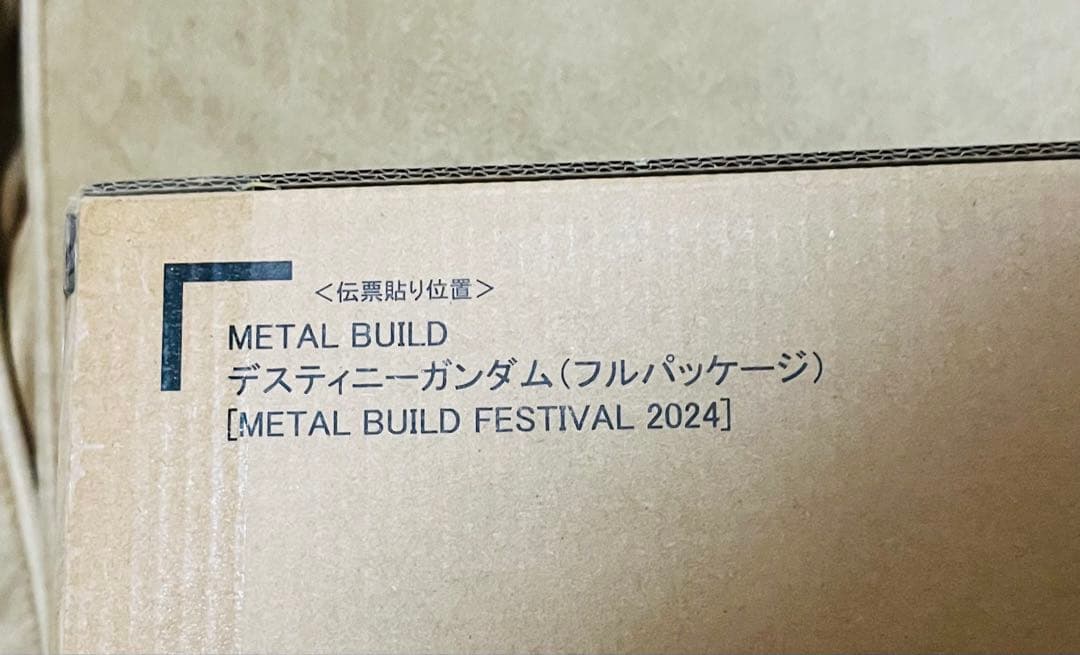 ＜伝票貼り位置＞
METAL BUILD
デスティニーガンダム（フルパッケージ）
[METAL BUILD FESTIVAL 2024]